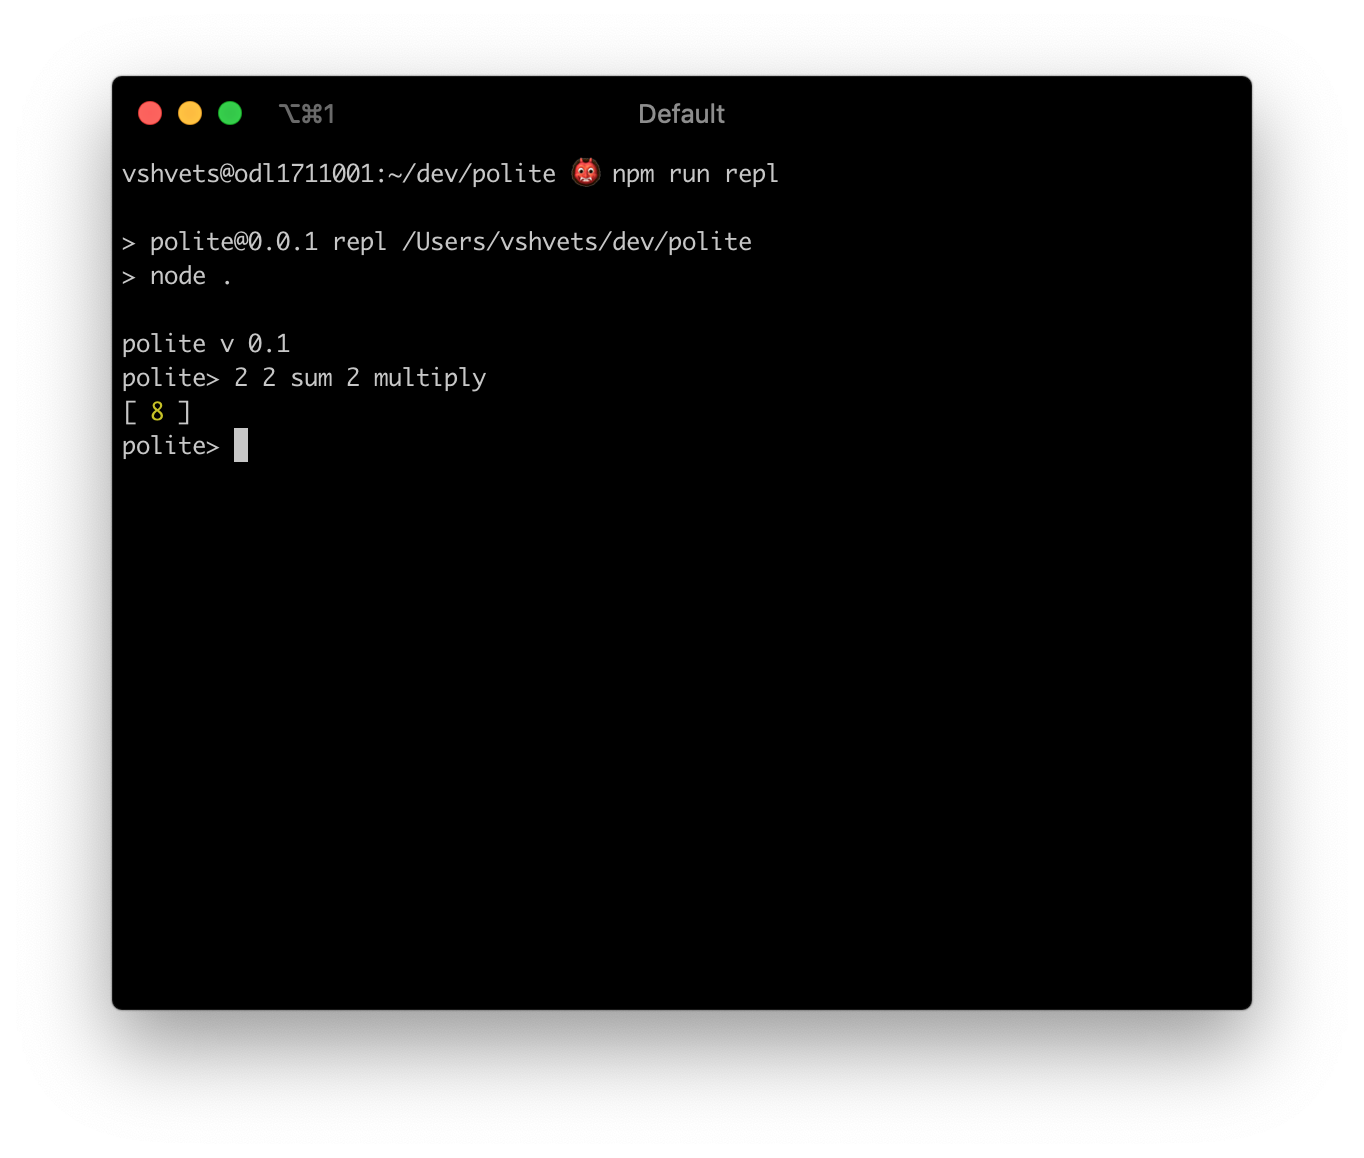 ⌥⌘1 Default
vshvets@odl1711001:~/dev/polite 👹 npm run repl
> polite@0.0.1 repl /Users/vshvets/dev/polite
> node .
polite v 0.1
polite> 2 2 sum 2 multiply
[ 8 ]
polite>